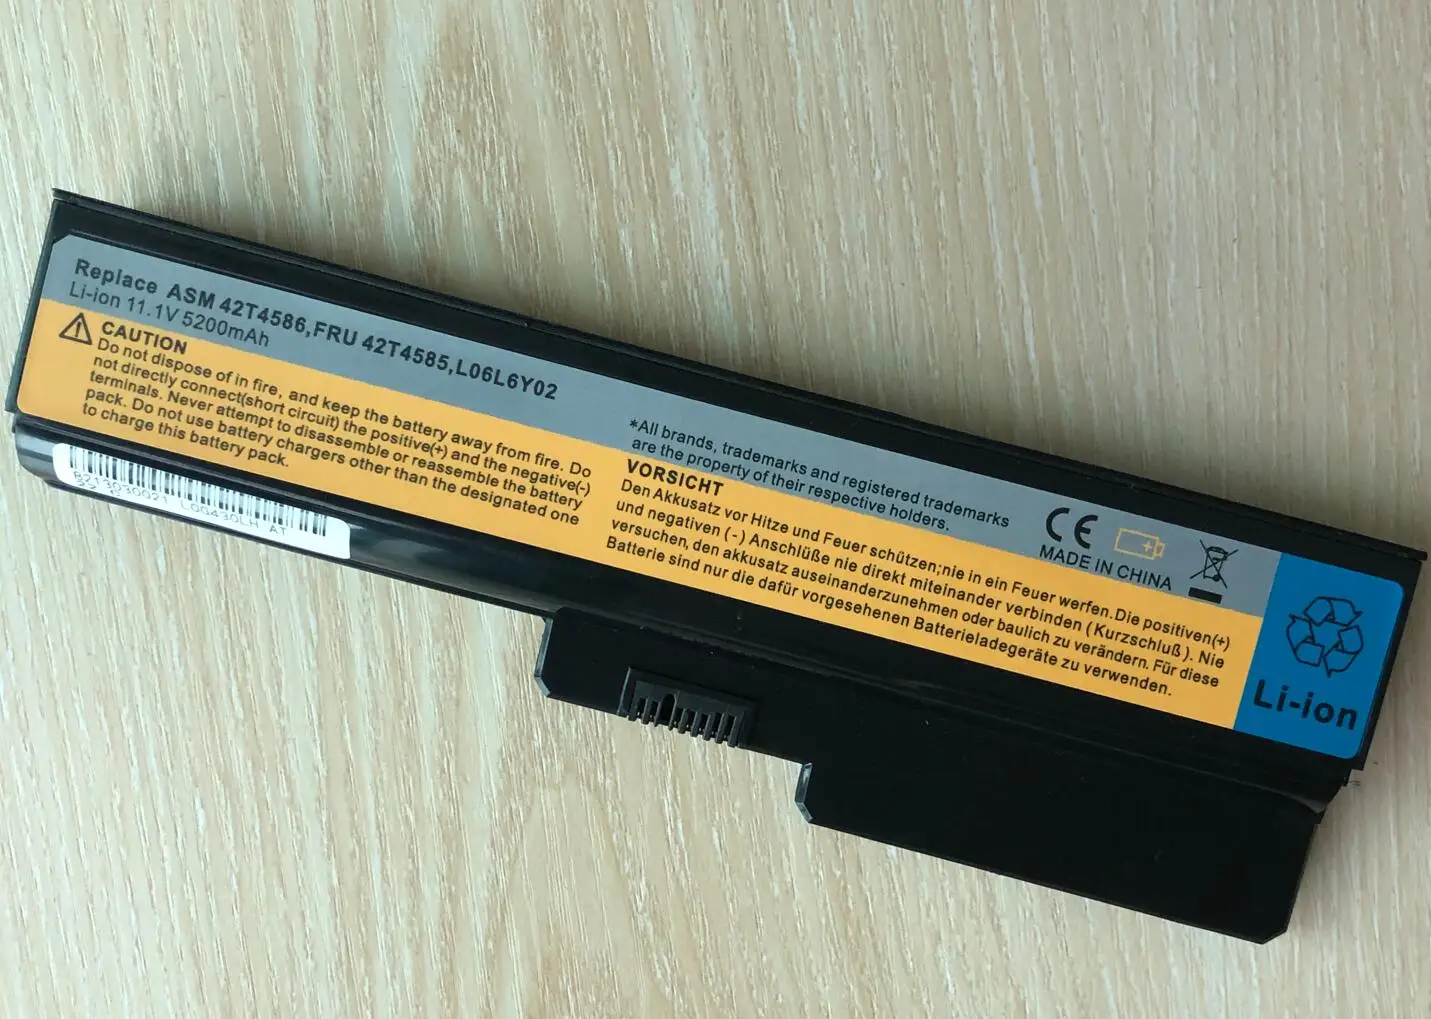 Replace ASM 42T4586,FRU 42T4585,L06L6Y02
Li-ion 11.1V 5200mAh
CAUTION
Do not dispose of in fire, and keep the battery away from fire. Do
not directly connect(short circuit) the positive(+) and the negative(-)
terminals. Never attempt to disassemble or reassemble the battery
pack. Do not use battery chargers other than the designated one
to charge this battery pack.
*All brands, trademarks and registered trademarks
are the property of their respective holders.
VORSICHT
Den Akkusatz vor Hitze und Feuer schützen;nie in ein Feuer werfen.Die positiven(+)
und negativen (-) Anschlüße nie direkt miteinander verbinden (Kurzschluß). Nie
versuchen, den akkusatz auseinanderzunehmen oder baulich zu verändern. Für diese
Batterie sind nur die dafür vorgesehenen Batterieladegeräte zu verwenden.
CE
MADE IN CHINA
Li-ion
8213030021 L00430LH AT